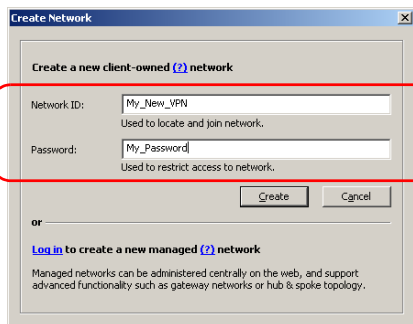 Create Network
Create a new client-owned (?) network
Network ID: My_New_VPN
Used to locate and join network.
Password: My_Password
Used to restrict access to network.
Create Cancel
or
Log in to create a new managed (?) network
Managed networks can be administered centrally on the web, and support
advanced functionality such as gateway networks or hub & spoke topology.